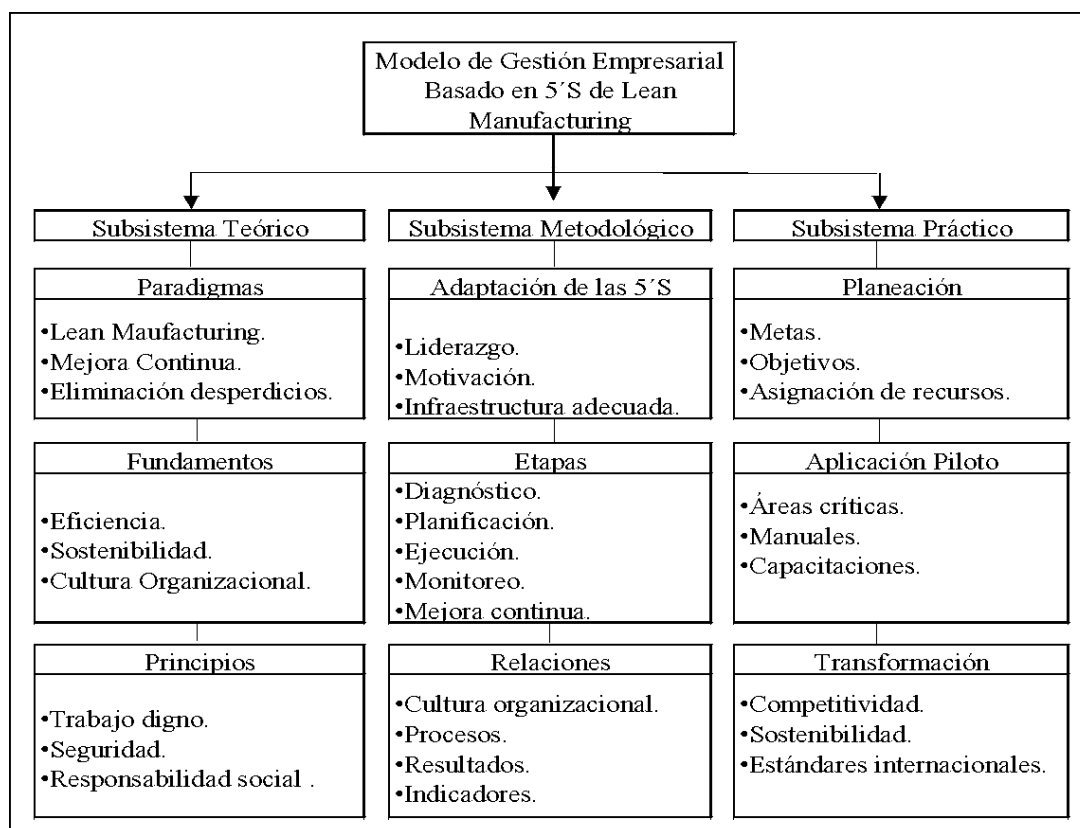 Modelo de Gestión Empresarial
Basado en 5´S de Lean
Manufacturing
Subsistema Teórico
Subsistema Metodológico
Subsistema Práctico
Paradigmas
•Lean Maufacturing.
•Mejora Continua.
•Eliminación desperdicios.
Adaptación de las 5´S
•Liderazgo.
•Motivación.
•Infraestructura adecuada.
Planeación
•Metas.
•Objetivos.
•Asignación de recursos.
Fundamentos
•Eficiencia.
•Sostenibilidad.
•Cultura Organizacional.
Etapas
•Diagnóstico.
•Planificación.
•Ejecución.
•Monitoreo.
•Mejora continua.
Aplicación Piloto
•Áreas críticas.
•Manuales.
•Capacitaciones.
Principios
•Trabajo digno.
•Seguridad.
•Responsabilidad social .
Relaciones
•Cultura organizacional.
•Procesos.
•Resultados.
•Indicadores.
Transformación
•Competitividad.
•Sostenibilidad.
•Estándares internacionales.